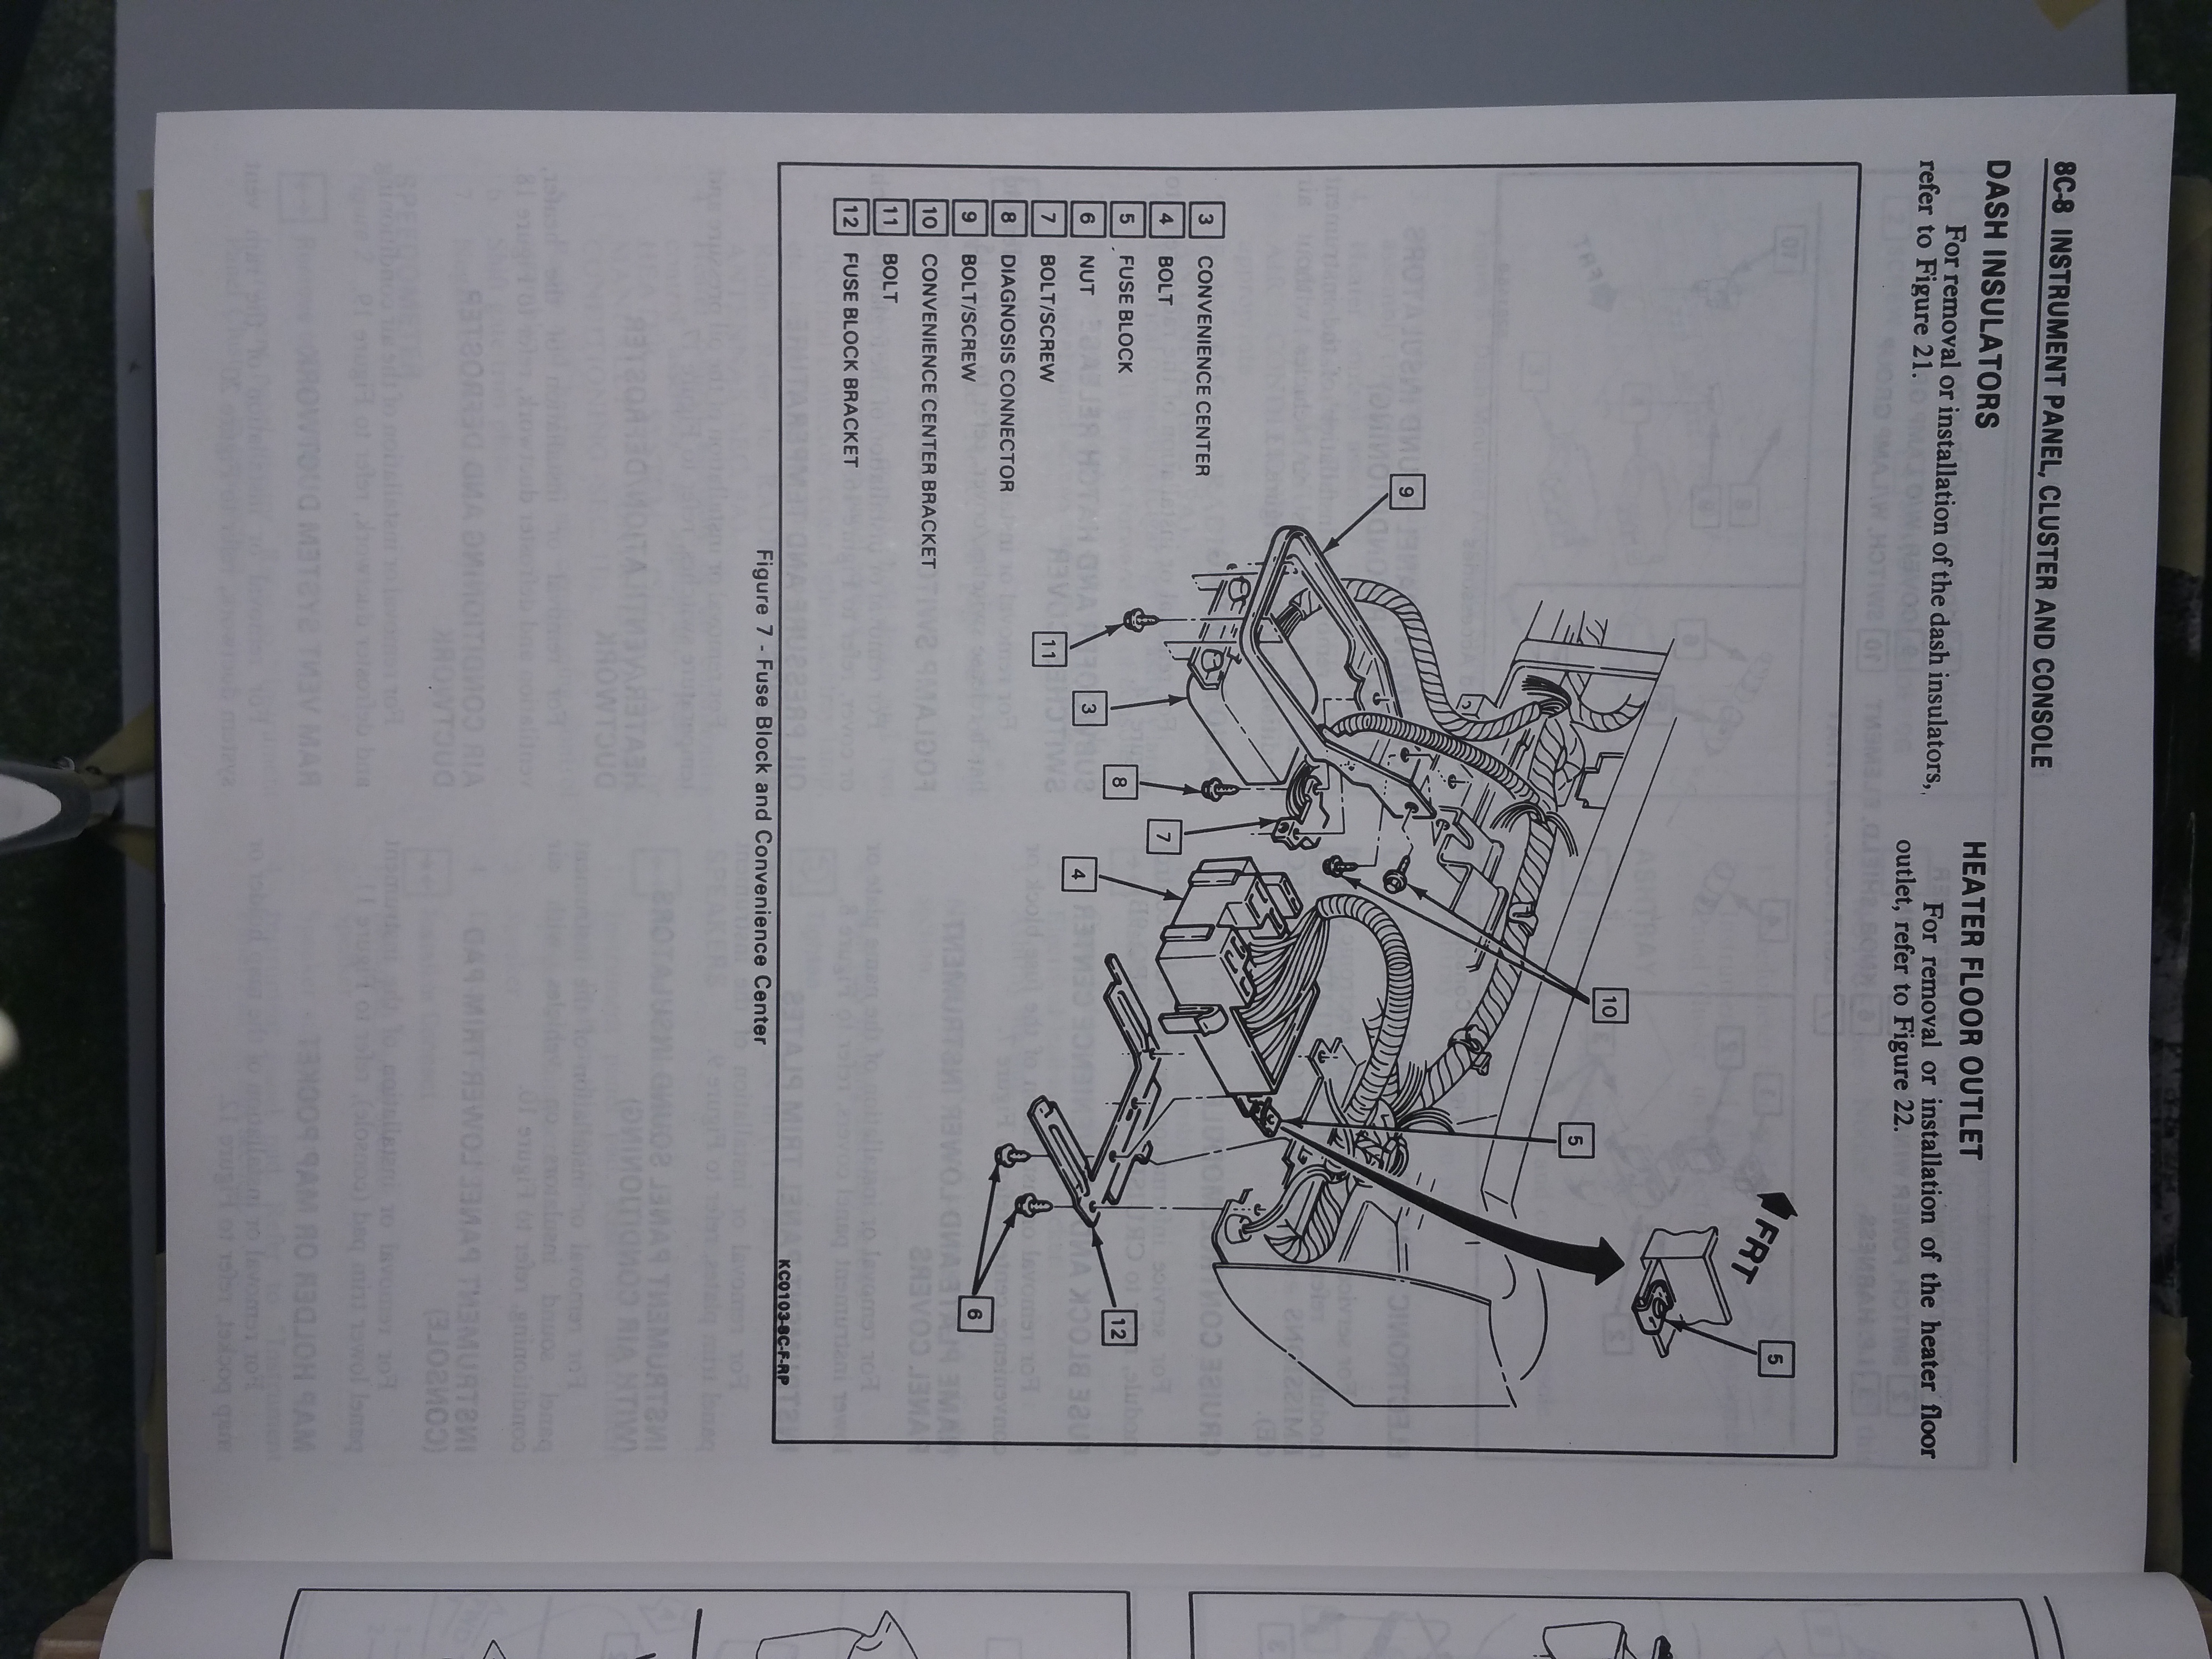 8C-8 INSTRUMENT PANEL, CLUSTER AND CONSOLE
DASH INSULATORS
For removal or installation of the dash insulators,
refer to Figure 21.
HEATER FLOOR OUTLET
For removal or installation of the heater floor
outlet, refer to Figure 22.
3 CONVENIENCE CENTER
4 BOLT
5 FUSE BLOCK
6 NUT
7 BOLT/SCREW
8 DIAGNOSIS CONNECTOR
9 BOLT/SCREW
10 CONVENIENCE CENTER BRACKET
11 BOLT
12 FUSE BLOCK BRACKET
FRT
5
5
10
9
11
3
8
7
4
12
6
KC0103-8C-F-RP
Figure 7 - Fuse Block and Convenience Center